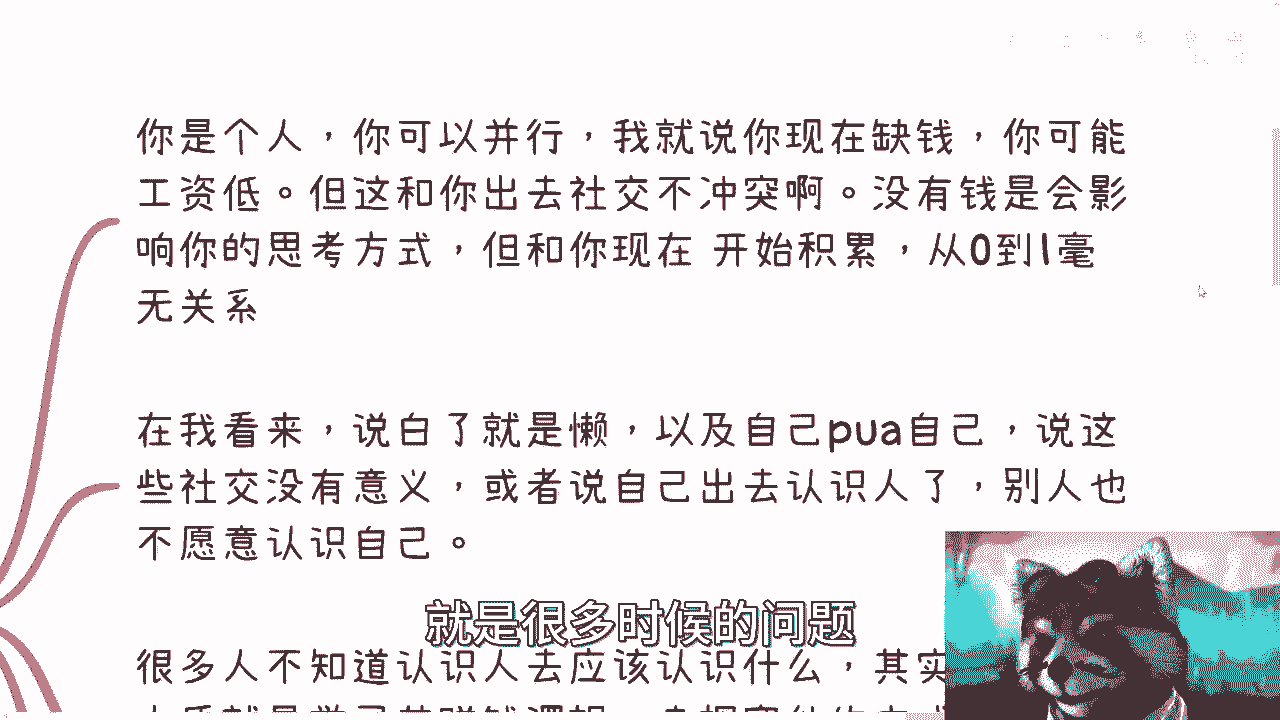 你是个人，你可以并行，我就说你现在缺钱，你可能
工资低。但这和你出去社交不冲突啊。没有钱是会影
响你的思考方式，但和你现在 开始积累，从0到1毫
无关系
在我看来，说白了就是懒，以及自己pua自己，说这
些社交没有意义，或者说自己出去认识人了，别人也
不愿意认识自己。
就是很多时候的问题
很多人不知道认识人去应该认识什么，其实